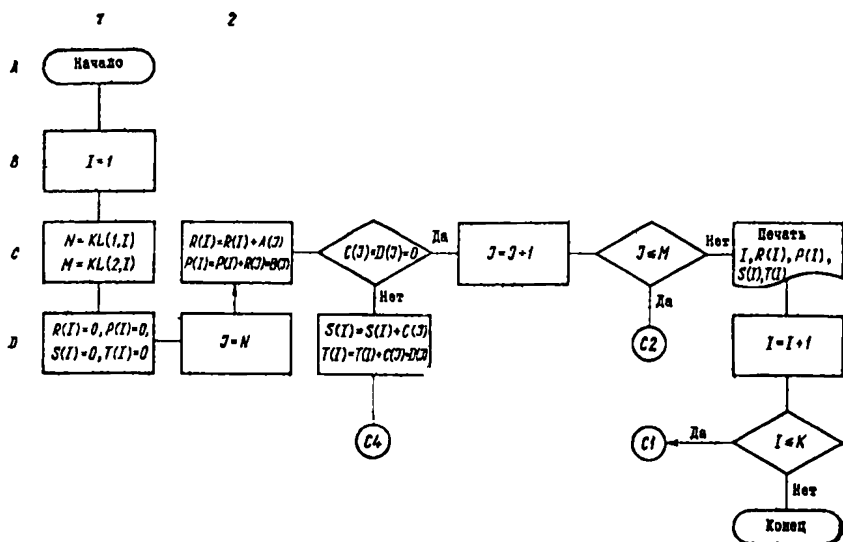 1 2
A
Начало
B
I=1
C
N=KL(1,I)
M=KL(2,I)
R(I)=R(I)+A(J)
P(I)=P(I)+R(J)=B(J)
C(J)=D(J)=0
Да
Нет
J=J+1
J≤M
Нет
Да
Печать
I,R(I),P(I),
S(I),T(I)
D
R(I)=0,P(I)=0,
S(I)=0,T(I)=0
J=N
S(I)=S(I)+C(J)
T(I)=T(I)+C(J)=D(J)
C2
I=I+1
C4
C1
Да
I≤K
Нет
Конец